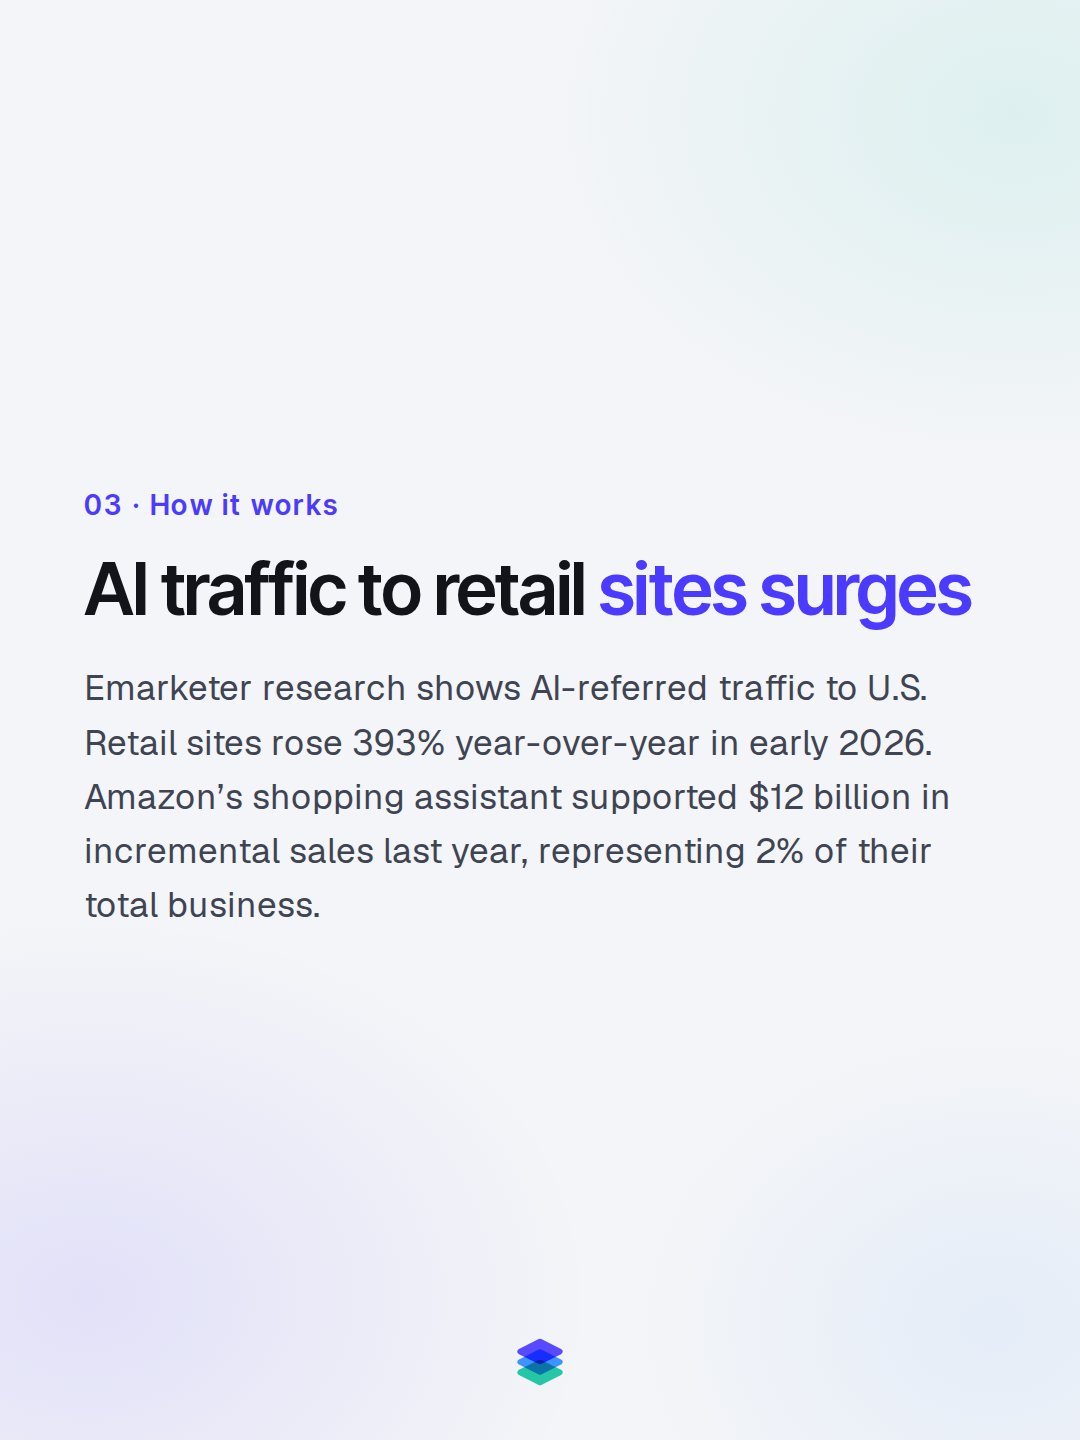 03 · How it works
AI traffic to retail sites surges
Emarketer research shows AI-referred traffic to U.S.
Retail sites rose 393% year-over-year in early 2026.
Amazon’s shopping assistant supported $12 billion in
incremental sales last year, representing 2% of their
total business.